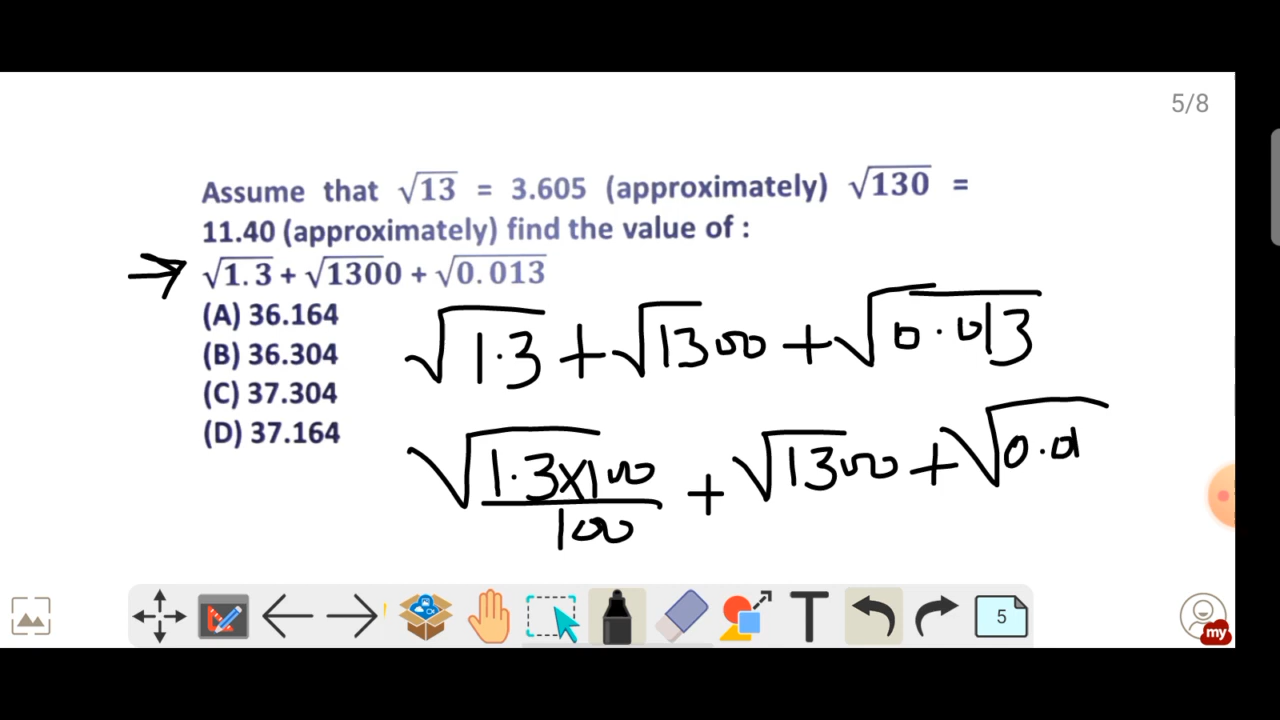 5/8
Assume that √13 = 3.605 (approximately) √130 =
11.40 (approximately) find the value of :
√1.3 + √1300 + √0.013
(A) 36.164
(B) 36.304
(C) 37.304
(D) 37.164
√1.3 + √1300 + √0.013
√1.3×100/100 + √1300 + √0.01
T
5
my